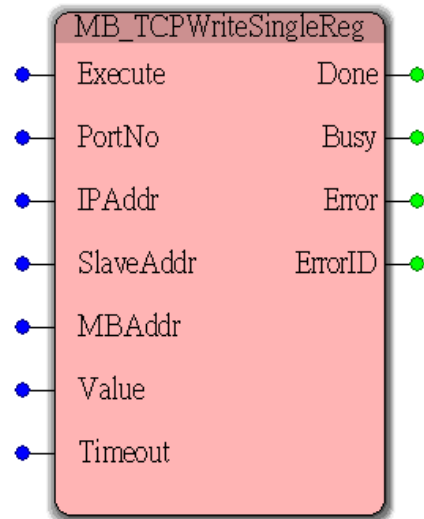 MB_TCPWriteSingleReg
Execute Done
PortNo Busy
IPAddr Error
SlaveAddr ErrorID
MBAddr
Value
Timeout